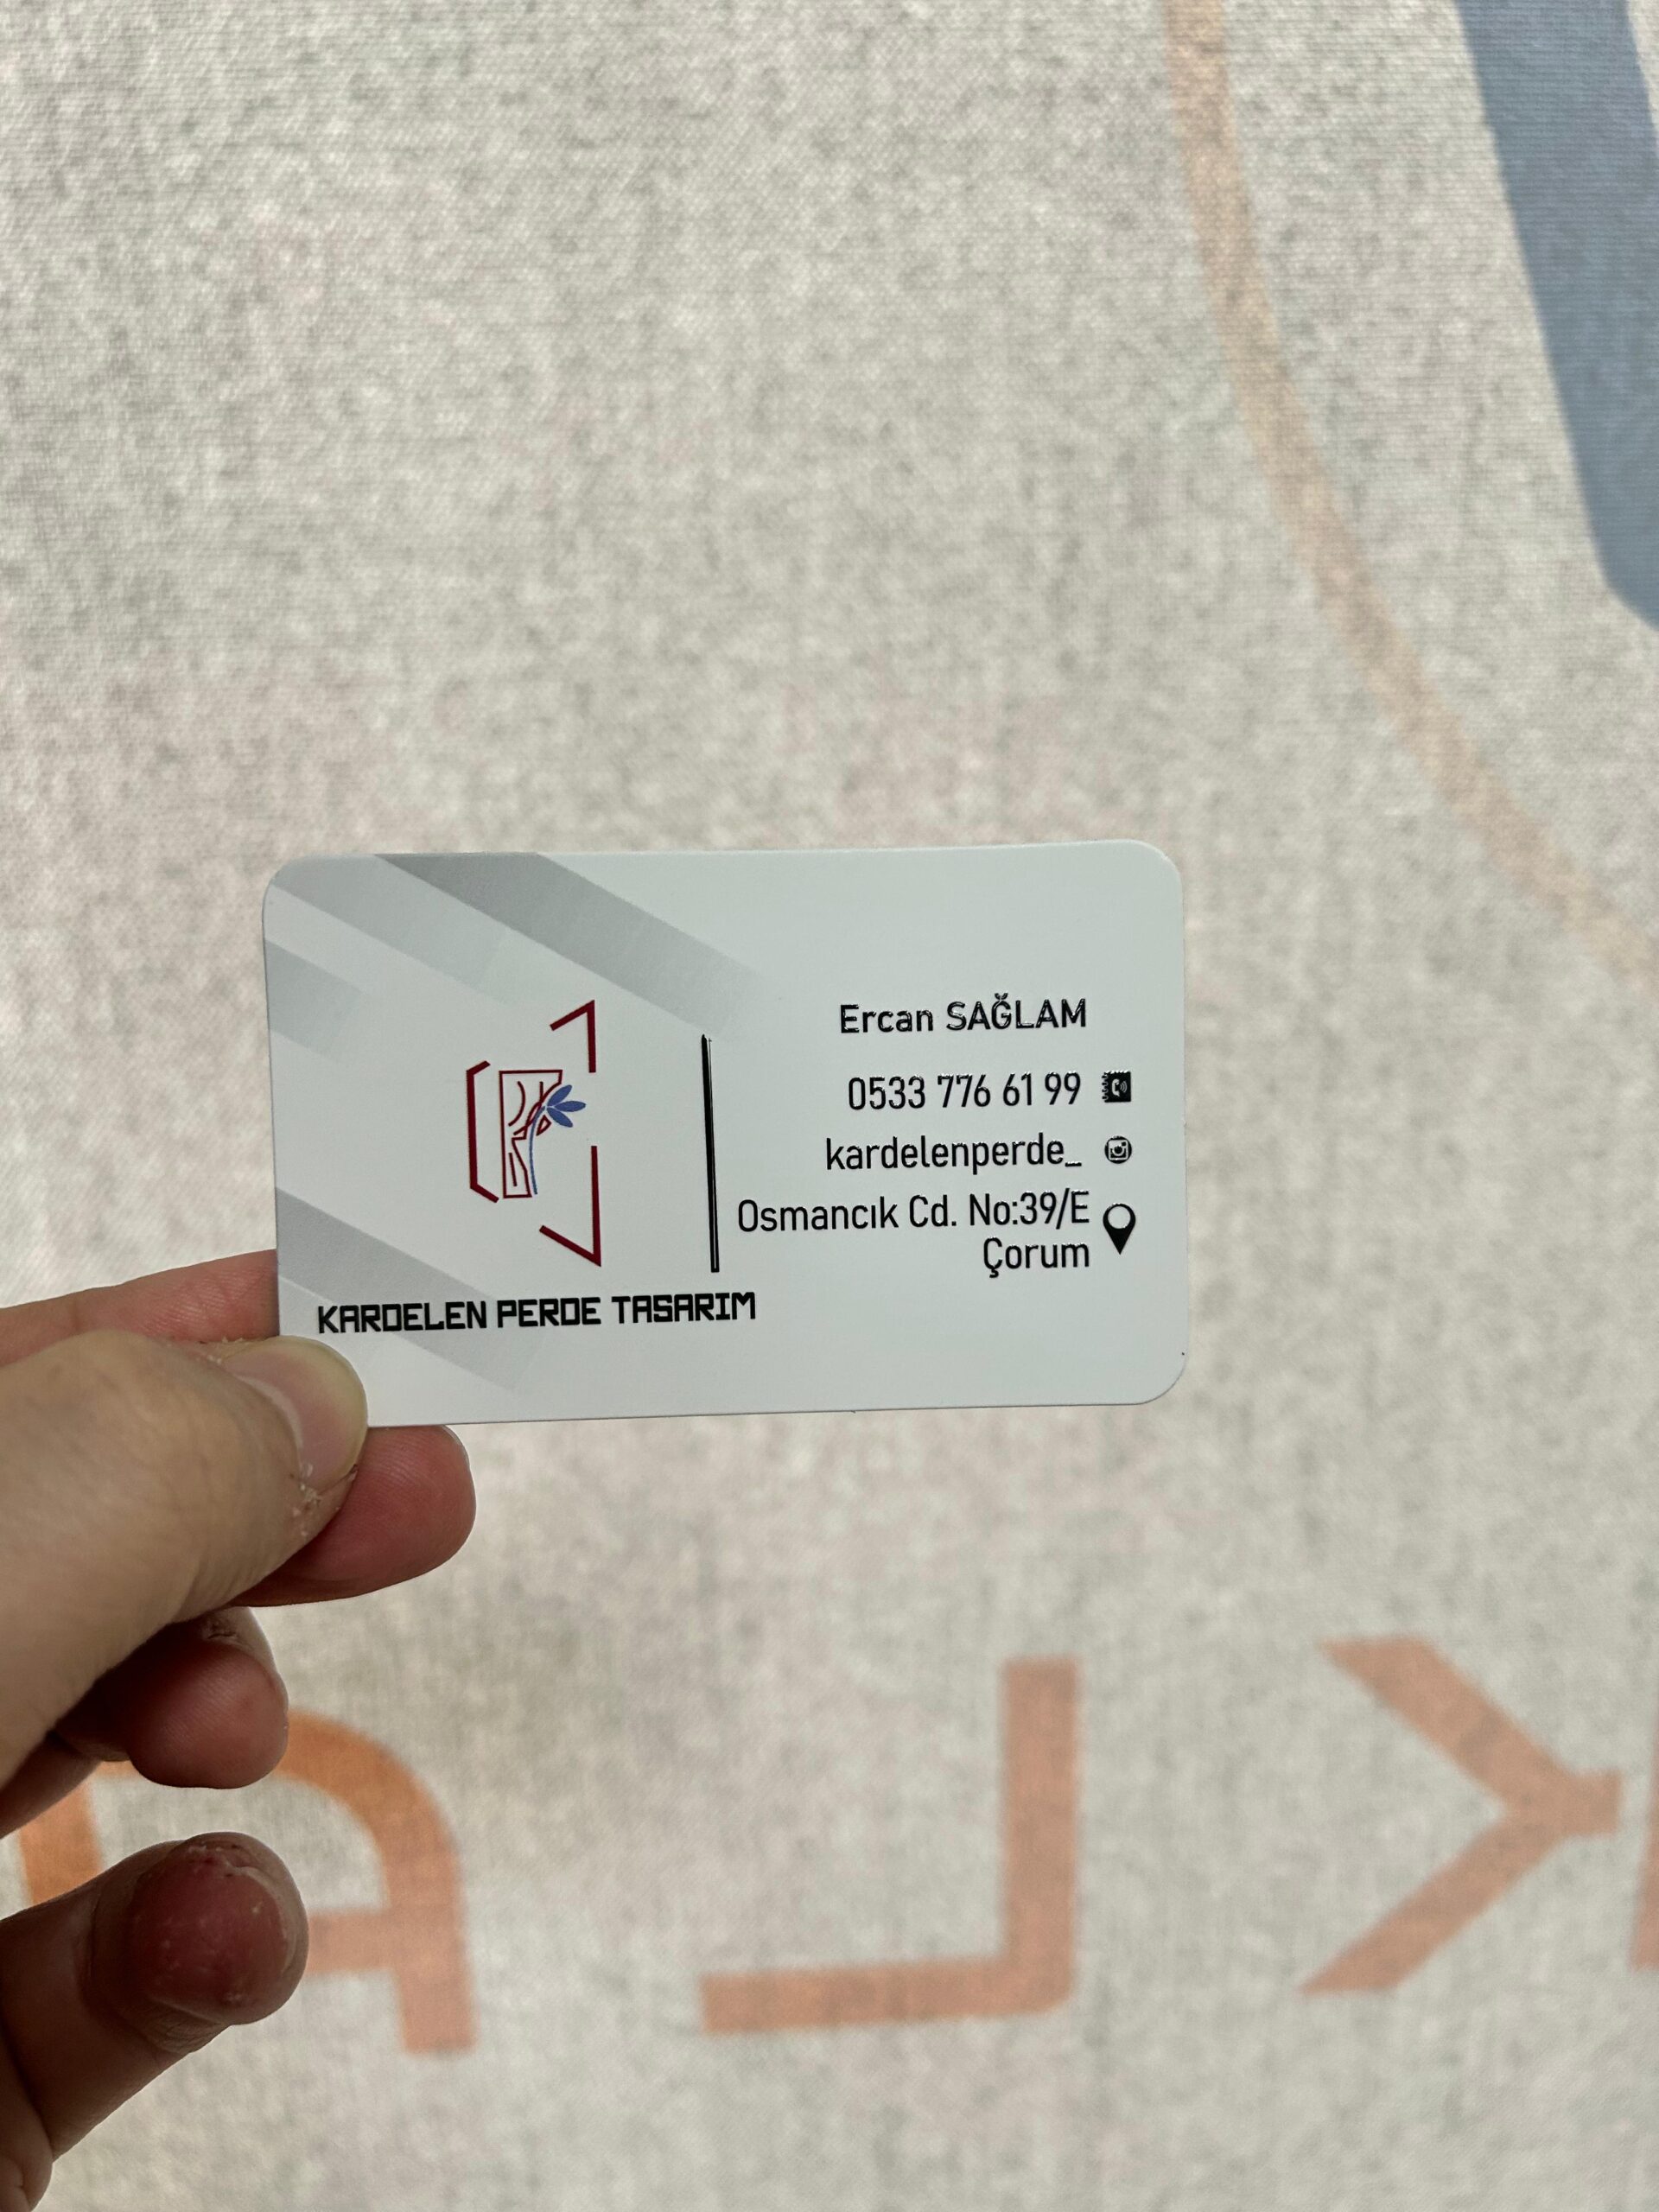 Ercan SAĞLAM
0533 776 61 99
kardelenperde_
Osmancık Cd. No:39/E
Çorum
KARDELEN PERDE TASARIM